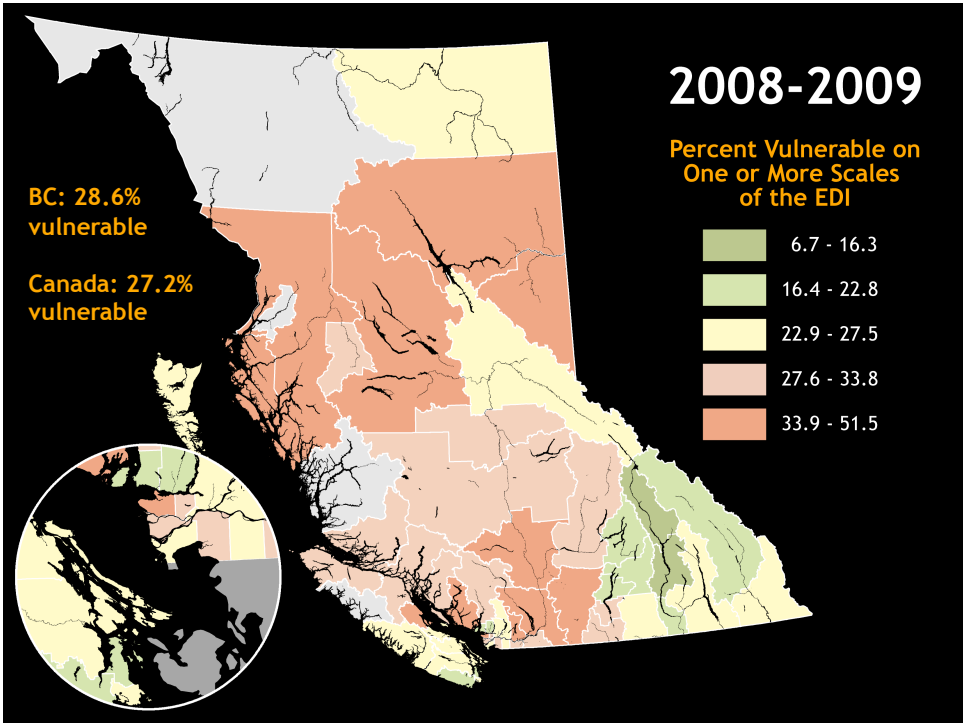 2008-2009
Percent Vulnerable on
One or More Scales
of the EDI
BC: 28.6%
vulnerable
Canada: 27.2%
vulnerable
6.7 - 16.3
16.4 - 22.8
22.9 - 27.5
27.6 - 33.8
33.9 - 51.5